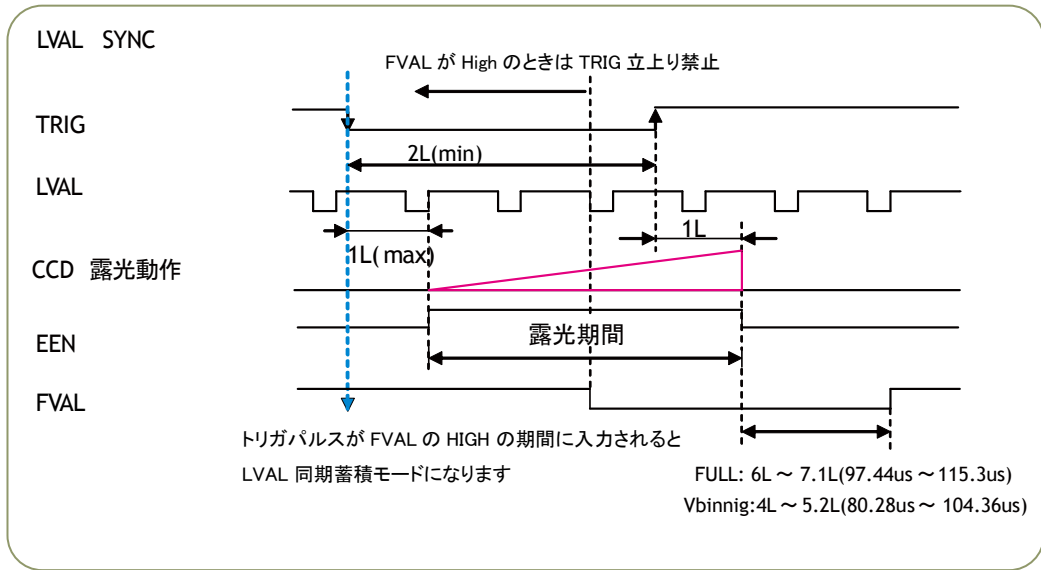 LVAL SYNC
FVAL が High のときは TRIG 立上り禁止
TRIG
2L(min)
LVAL
1L
1L( max)
CCD 露光動作
露光期間
EEN
FVAL
トリガパルスが FVAL の HIGH の期間に入力されると
LVAL 同期蓄積モードになります
FULL: 6L ～ 7.1L(97.44us ～ 115.3us)
Vbinnig:4L ～ 5.2L(80.28us ～ 104.36us)